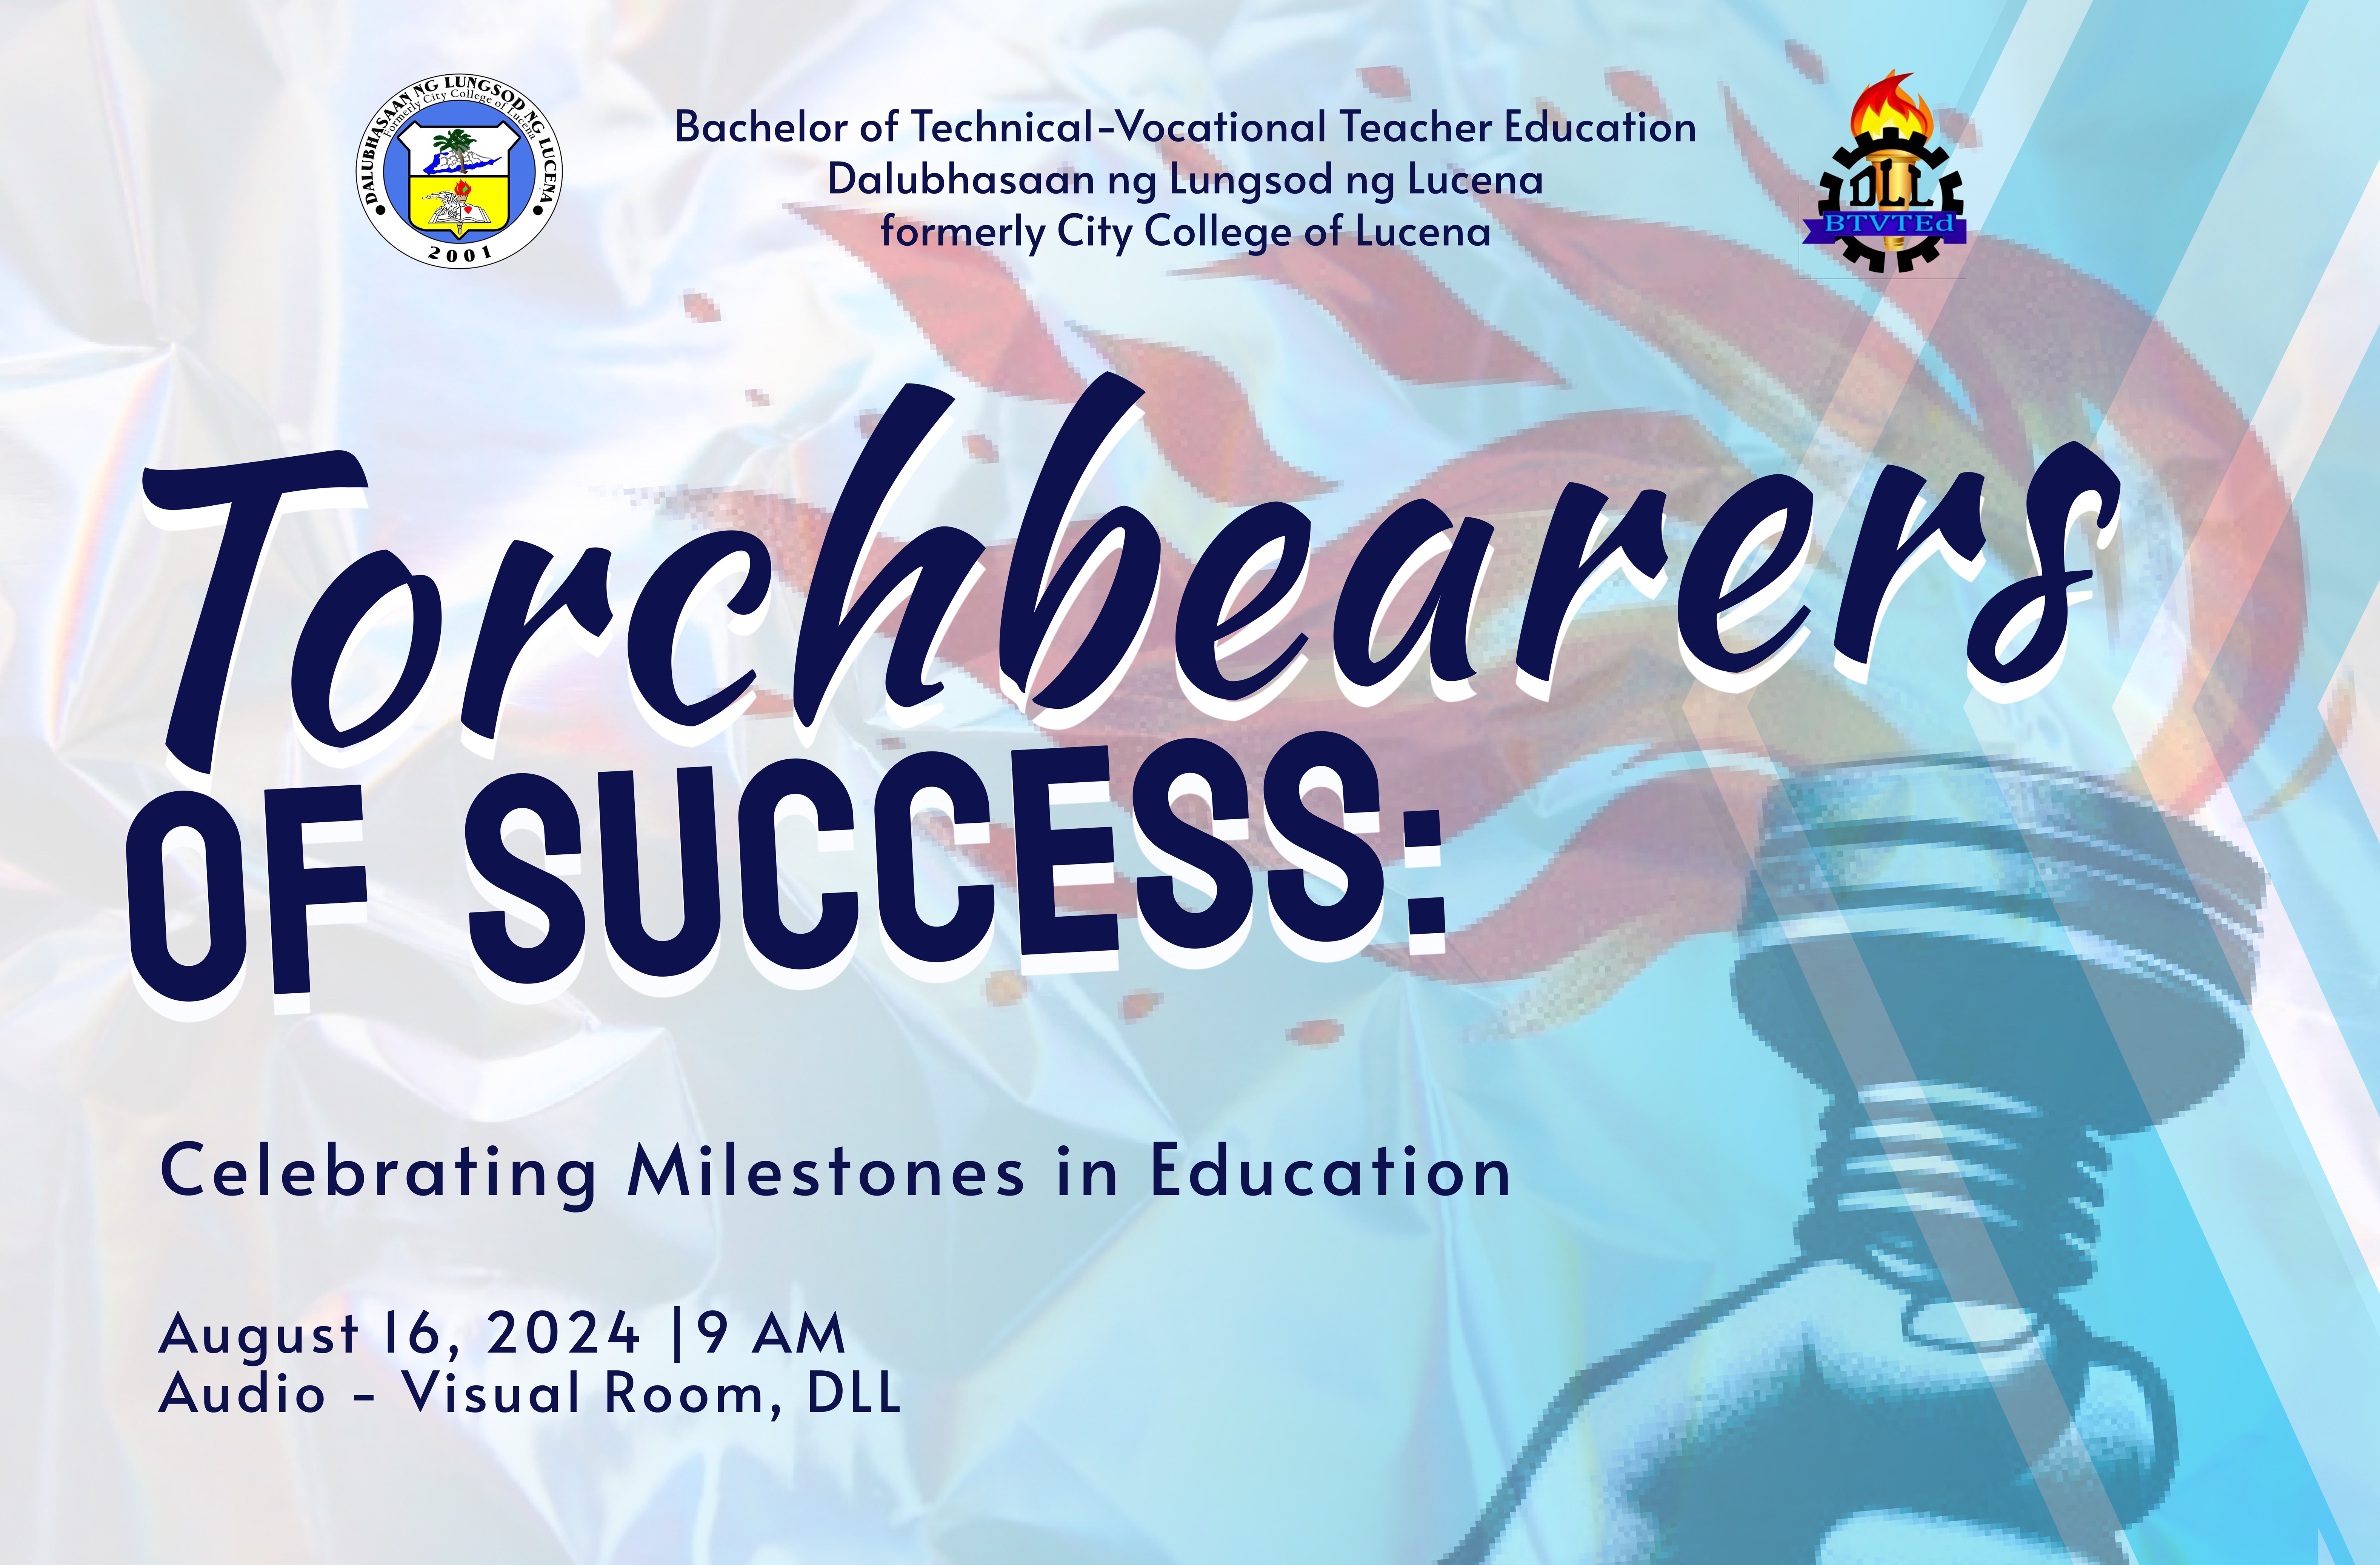 DALUBHASAAN NG LUNGSOD NG LUCENA
Formerly City College of Lucena
2001
Bachelor of Technical-Vocational Teacher Education
Dalubhasaan ng Lungsod ng Lucena
formerly City College of Lucena
DLL
BTVTEd
Torchbearers
OF SUCCESS:
Celebrating Milestones in Education
August 16, 2024 |9 AM
Audio - Visual Room, DLL